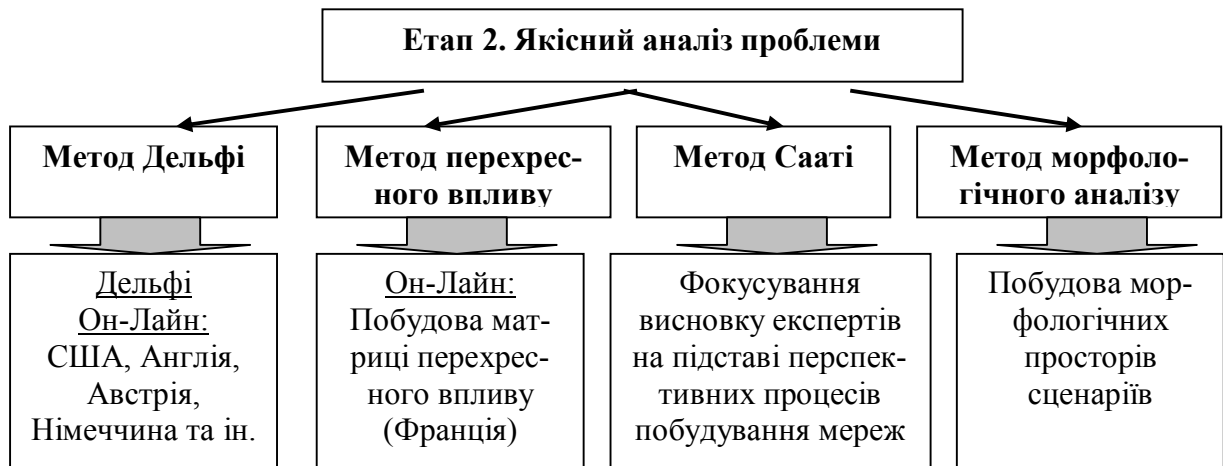 Етап 2. Якісний аналіз проблеми
Метод Дельфі
Метод перехрес-
ного впливу
Метод Сааті
Метод морфоло-
гічного аналізу
Дельфі
Он-Лайн:
США, Англія,
Австрія,
Німеччина та ін.
Он-Лайн:
Побудова мат-
риці перехрес-
ного впливу
(Франція)
Фокусування
висновку експертів
на підставі перспек-
тивних процесів
побудування мереж
Побудова мор-
фологічних
просторів
сценаріїв